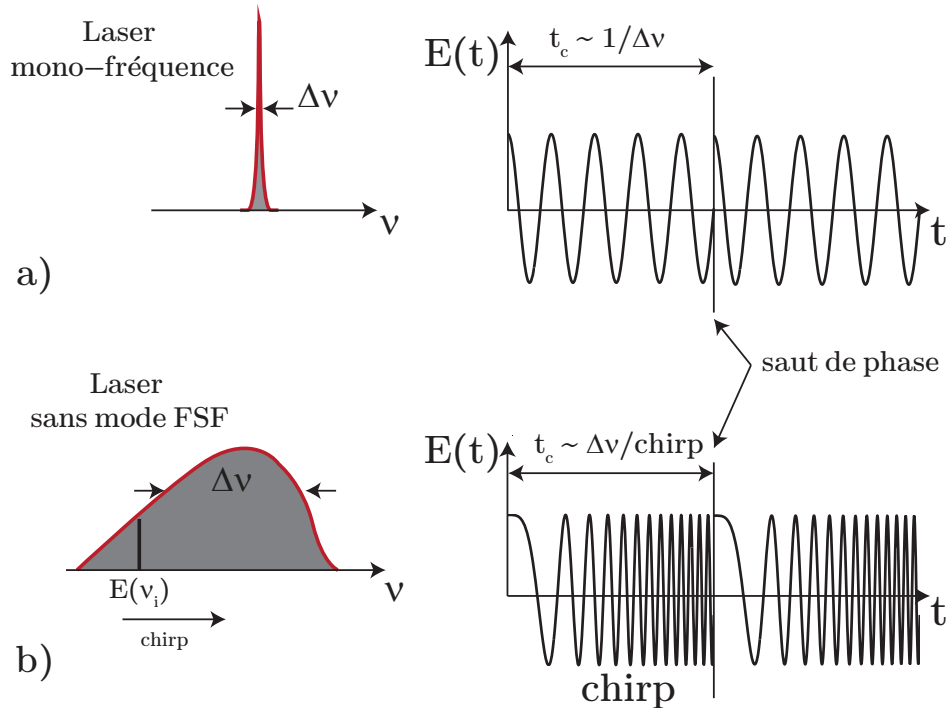 Laser
mono−fréquence
Δν
ν
E(t)
t_c ~ 1/Δν
t
a)
saut de phase
Laser
sans mode FSF
Δν
E(ν_i)
ν
chirp
E(t)
t_c ~ Δν/chirp
t
chirp
b)